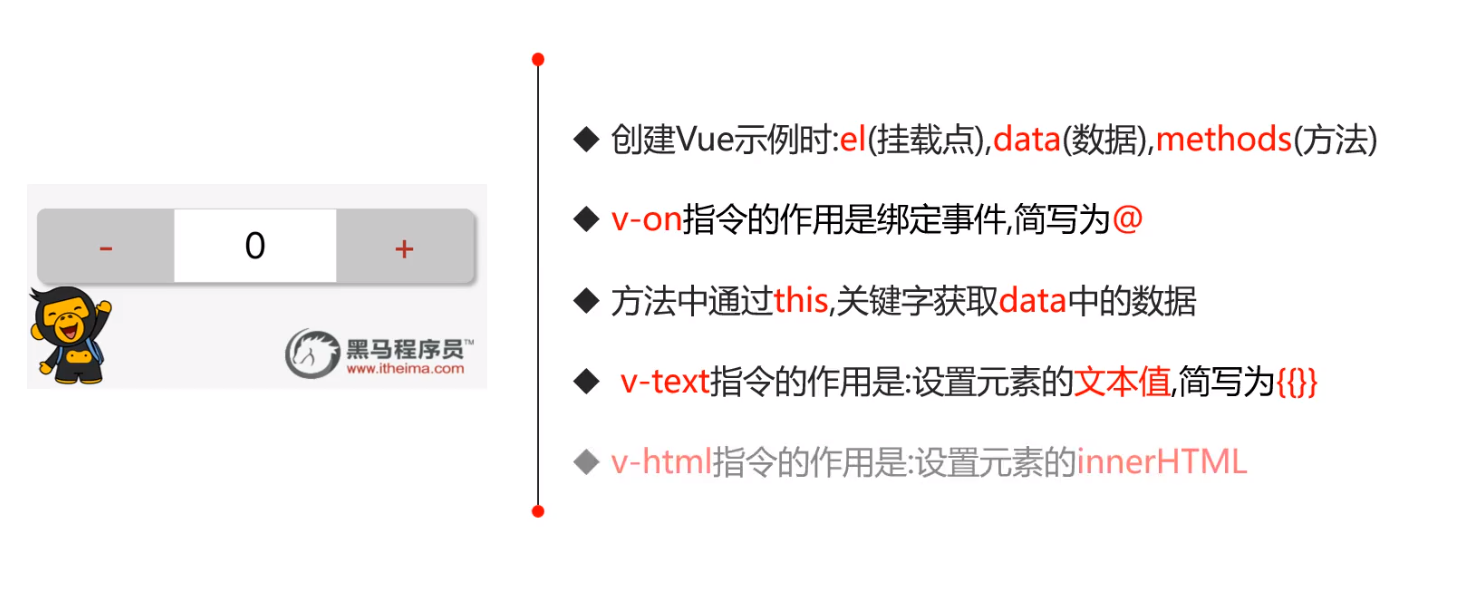 - 0 +
黑马程序员™
www.itheima.com
◆ 创建Vue示例时:el(挂载点),data(数据),methods(方法)
◆ v-on指令的作用是绑定事件,简写为@
◆ 方法中通过this,关键字获取data中的数据
◆ v-text指令的作用是:设置元素的文本值,简写为{{}}
◆ v-html指令的作用是:设置元素的innerHTML